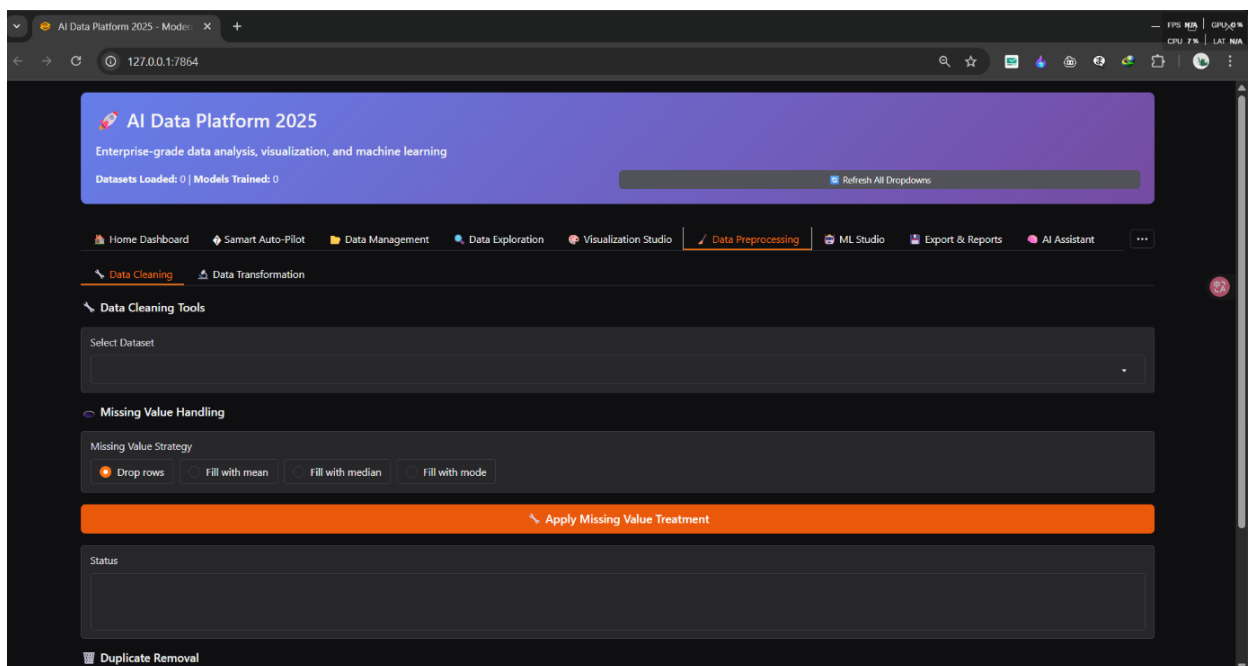 AI Data Platform 2025 - Moder
FPS N/A GPU 0%
CPU 7% LAT N/A
127.0.0.1:7864
🚀 AI Data Platform 2025
Enterprise-grade data analysis, visualization, and machine learning
Datasets Loaded: 0 | Models Trained: 0
Refresh All Dropdowns
Home Dashboard Samart Auto-Pilot Data Management Data Exploration Visualization Studio Data Preprocessing ML Studio Export & Reports AI Assistant ...
Data Cleaning Data Transformation
Data Cleaning Tools
Select Dataset
Missing Value Handling
Missing Value Strategy
Drop rows Fill with mean Fill with median Fill with mode
Apply Missing Value Treatment
Status
Duplicate Removal